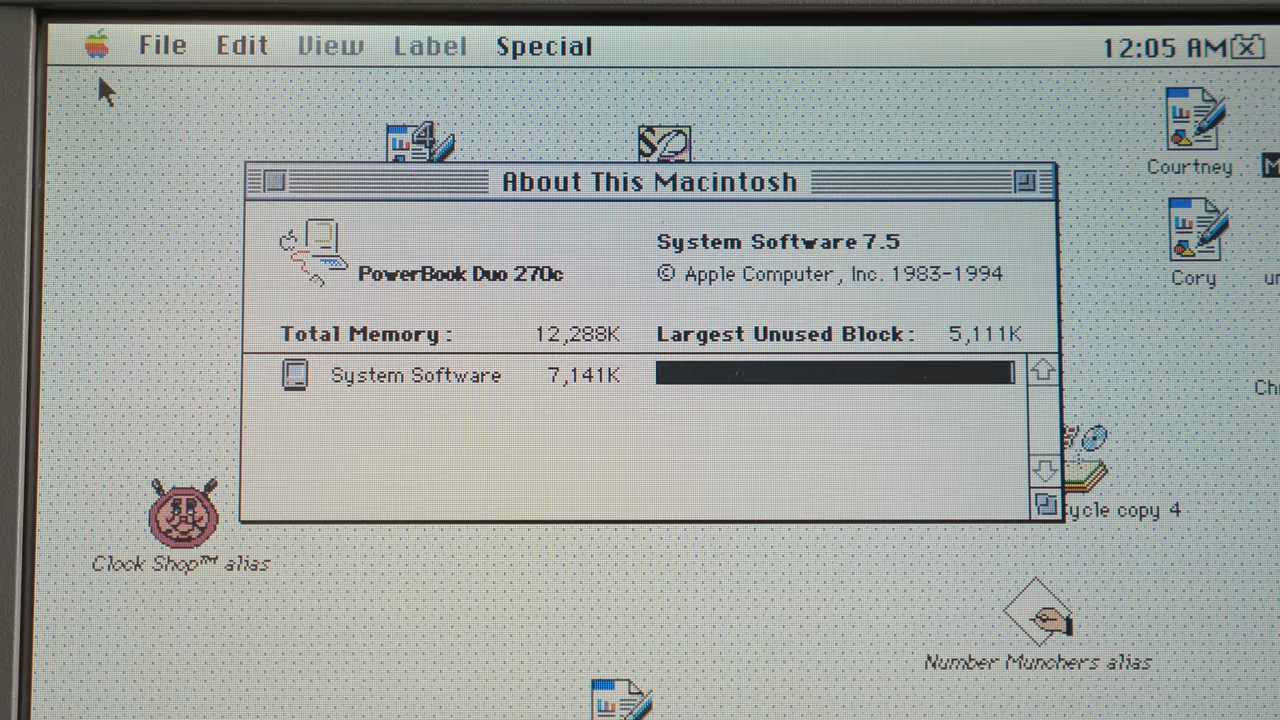 File Edit View Label Special 12:05 AM
Courtney
About This Macintosh
System Software 7.5
PowerBook Duo 270c
© Apple Computer, Inc. 1983-1994
Cory
Total Memory: 12,288K Largest Unused Block: 5,111K
System Software 7,141K
ycle copy 4
Clock Shop™ alias
Number Munchers alias